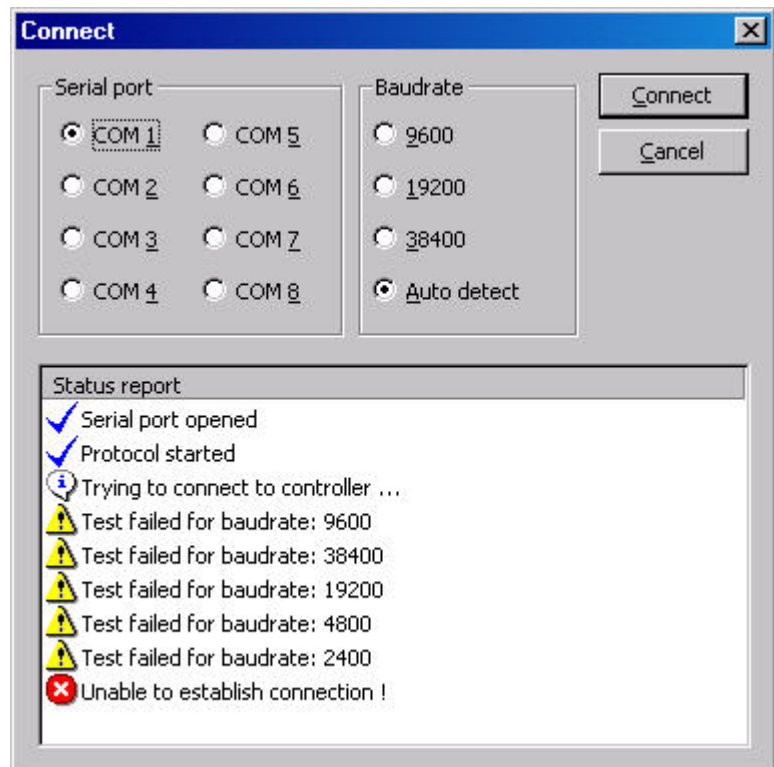 Connect
Serial port
COM 1
COM 5
COM 2
COM 6
COM 3
COM 7
COM 4
COM 8
Baudrate
9600
19200
38400
Auto detect
Connect
Cancel
Status report
Serial port opened
Protocol started
Trying to connect to controller ...
Test failed for baudrate: 9600
Test failed for baudrate: 38400
Test failed for baudrate: 19200
Test failed for baudrate: 4800
Test failed for baudrate: 2400
Unable to establish connection !